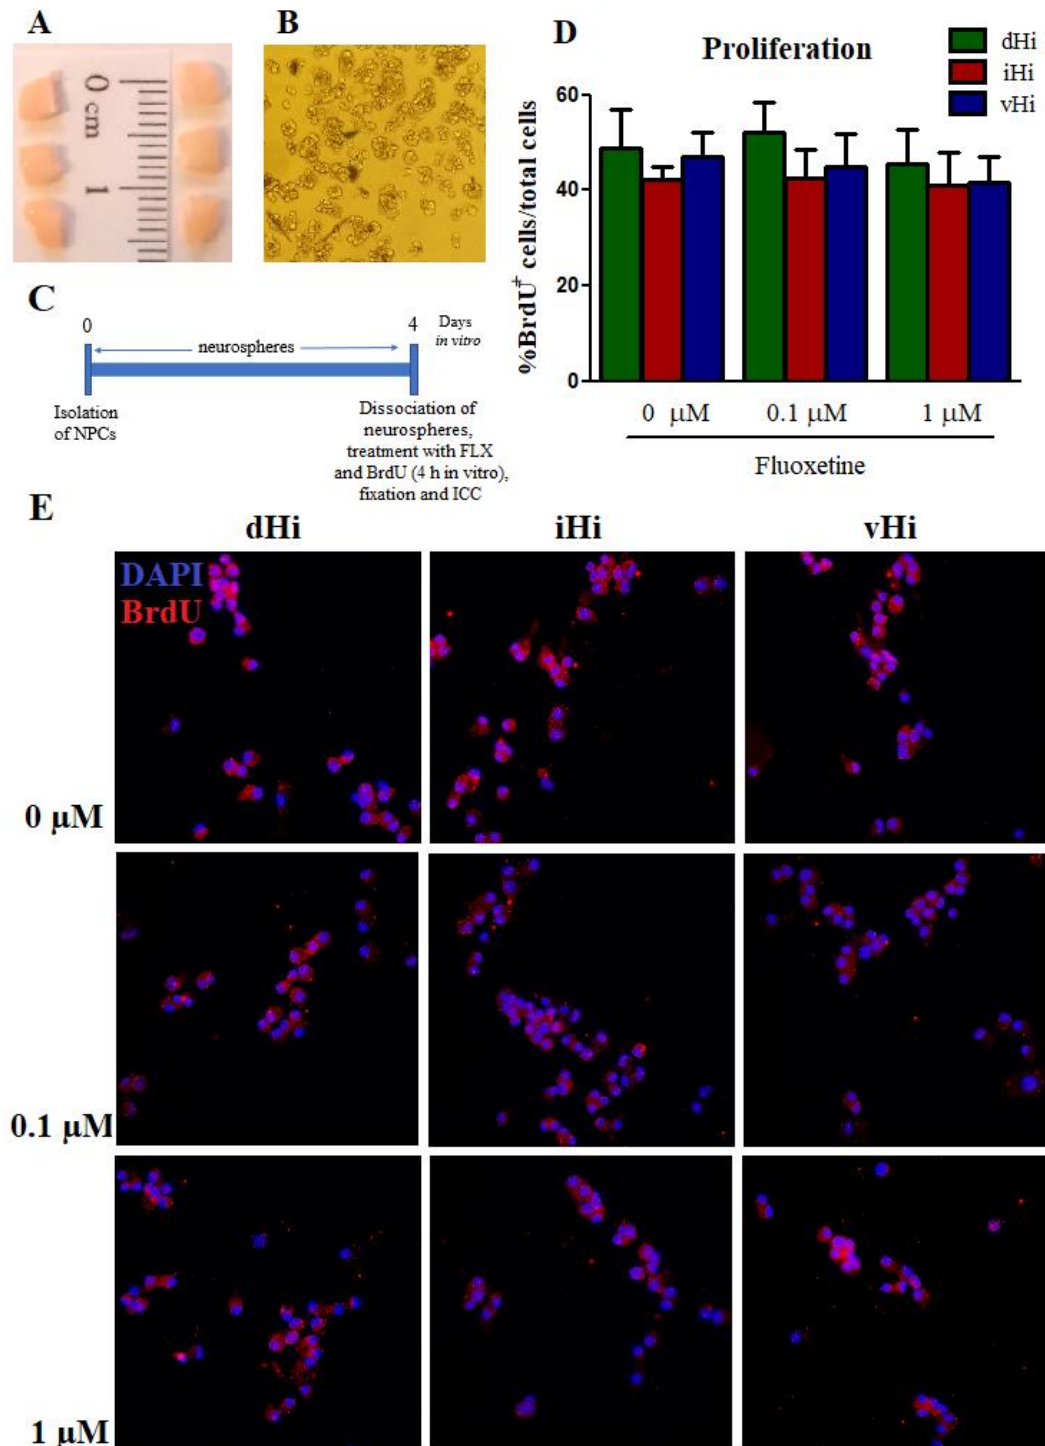 A
0 cm
1
B
C
0
4
Days
in vitro
neurospheres
Isolation
of NPCs
Dissociation of
neurospheres,
treatment with FLX
and BrdU (4 h in vitro),
fixation and ICC
D
Proliferation
dHi
iHi
vHi
%BrdU⁺ cells/total cells
60
40
20
0
0 μM
0.1 μM
1 μM
Fluoxetine
E
dHi
iHi
vHi
DAPI
BrdU
0 μM
0.1 μM
1 μM